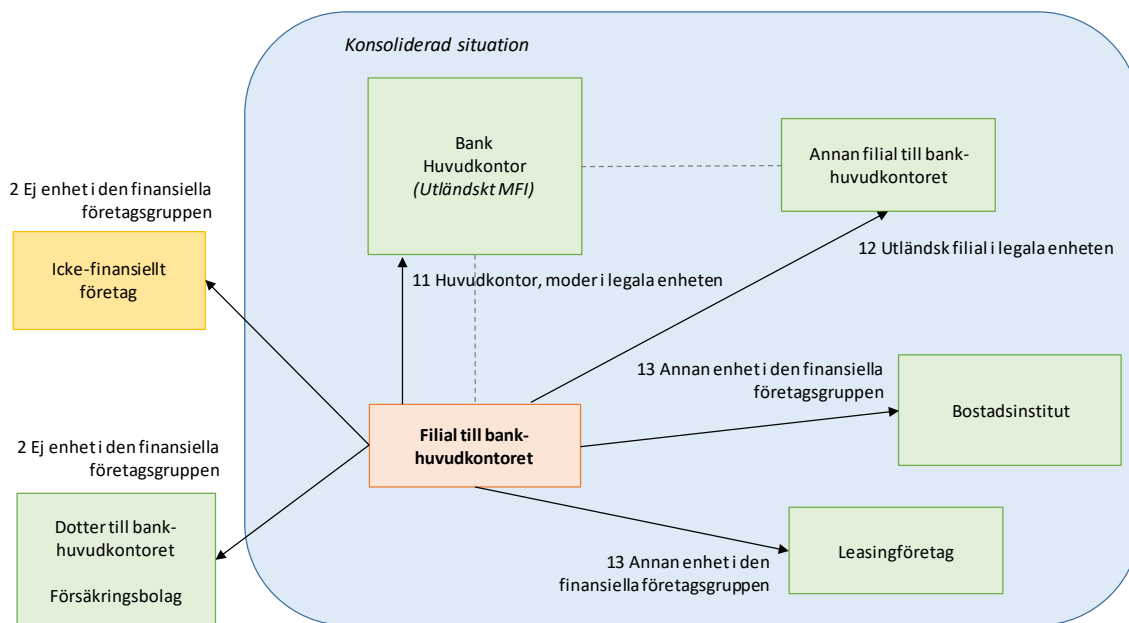 Konsoliderad situation
Bank
Huvudkontor
(Utländskt MFI)
Annan filial till bank-
huvudkontoret
2 Ej enhet i den finansiella
företagsgruppen
Icke-finansiellt
företag
12 Utländsk filial i legala enheten
11 Huvudkontor, moder i legala enheten
13 Annan enhet i den finansiella
företagsgruppen
Bostadsinstitut
Filial till bank-
huvudkontoret
2 Ej enhet i den finansiella
företagsgruppen
Dotter till bank-
huvudkontoret
Försäkringsbolag
Leasingföretag
13 Annan enhet i den
finansiella företagsgruppen